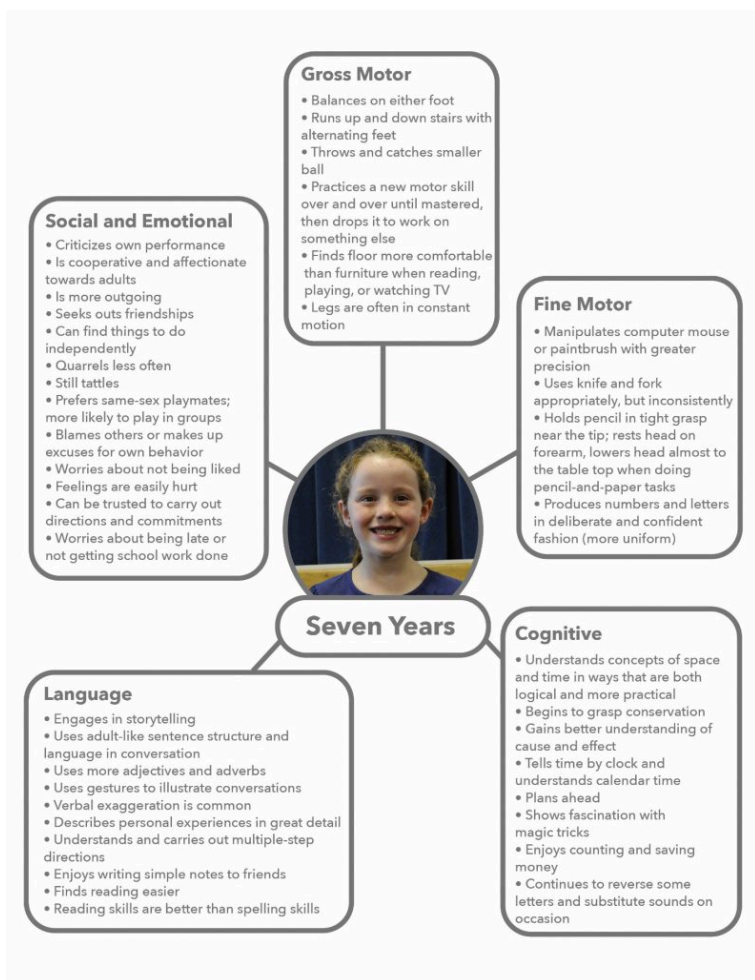 Gross Motor
• Balances on either foot
• Runs up and down stairs with
alternating feet
• Throws and catches smaller
ball
• Practices a new motor skill
over and over until mastered,
then drops it to work on
something else
• Finds floor more comfortable
than furniture when reading,
playing, or watching TV
• Legs are often in constant
motion
Social and Emotional
• Criticizes own performance
• Is cooperative and affectionate
towards adults
• Is more outgoing
• Seeks outs friendships
• Can find things to do
independently
• Quarrels less often
• Still tattles
• Prefers same-sex playmates;
more likely to play in groups
• Blames others or makes up
excuses for own behavior
• Worries about not being liked
• Feelings are easily hurt
• Can be trusted to carry out
directions and commitments
• Worries about being late or
not getting school work done
Fine Motor
• Manipulates computer mouse
or paintbrush with greater
precision
• Uses knife and fork
appropriately, but inconsistently
• Holds pencil in tight grasp
near the tip; rests head on
forearm, lowers head almost to
the table top when doing
pencil-and-paper tasks
• Produces numbers and letters
in deliberate and confident
fashion (more uniform)
Seven Years
Language
• Engages in storytelling
• Uses adult-like sentence structure and
language in conversation
• Uses more adjectives and adverbs
• Uses gestures to illustrate conversations
• Verbal exaggeration is common
• Describes personal experiences in great detail
• Understands and carries out multiple-step
directions
• Enjoys writing simple notes to friends
• Finds reading easier
• Reading skills are better than spelling skills
Cognitive
• Understands concepts of space
and time in ways that are both
logical and more practical
• Begins to grasp conservation
• Gains better understanding of
cause and effect
• Tells time by clock and
understands calendar time
• Plans ahead
• Shows fascination with
magic tricks
• Enjoys counting and saving
money
• Continues to reverse some
letters and substitute sounds on
occasion